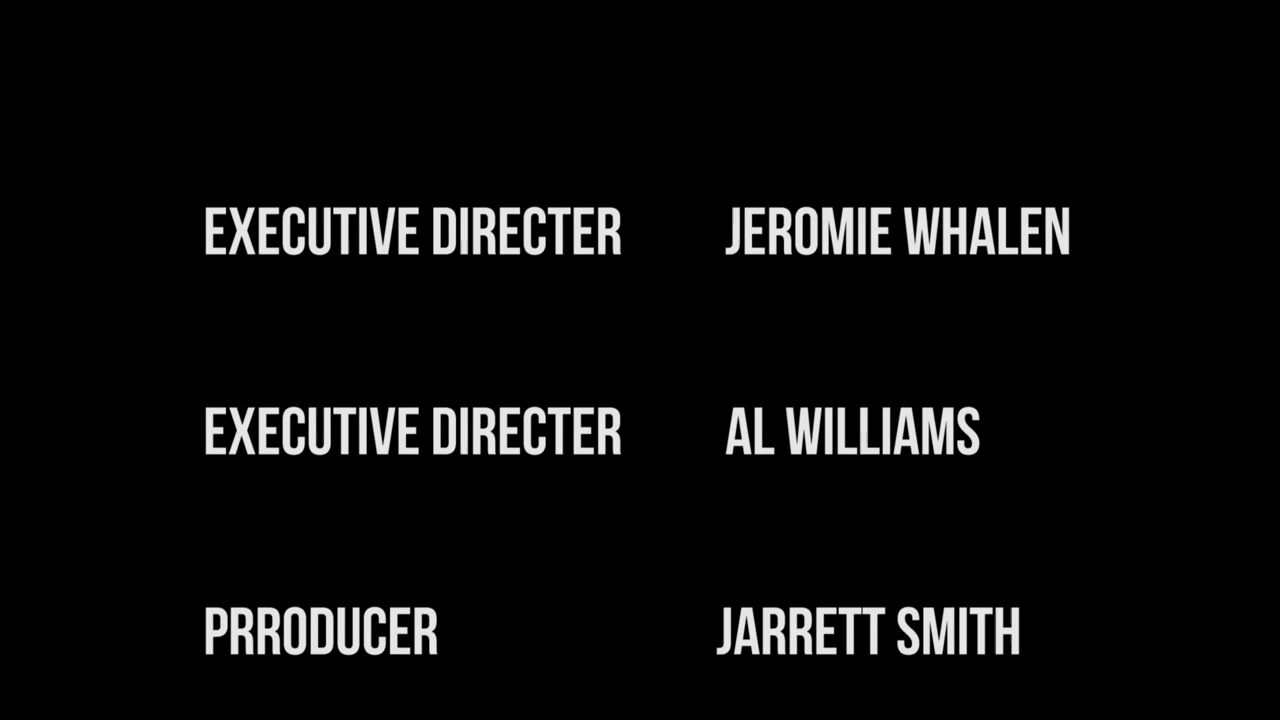 EXECUTIVE DIRECTER JEROMIE WHALEN
EXECUTIVE DIRECTER AL WILLIAMS
PRRODUCER JARRETT SMITH